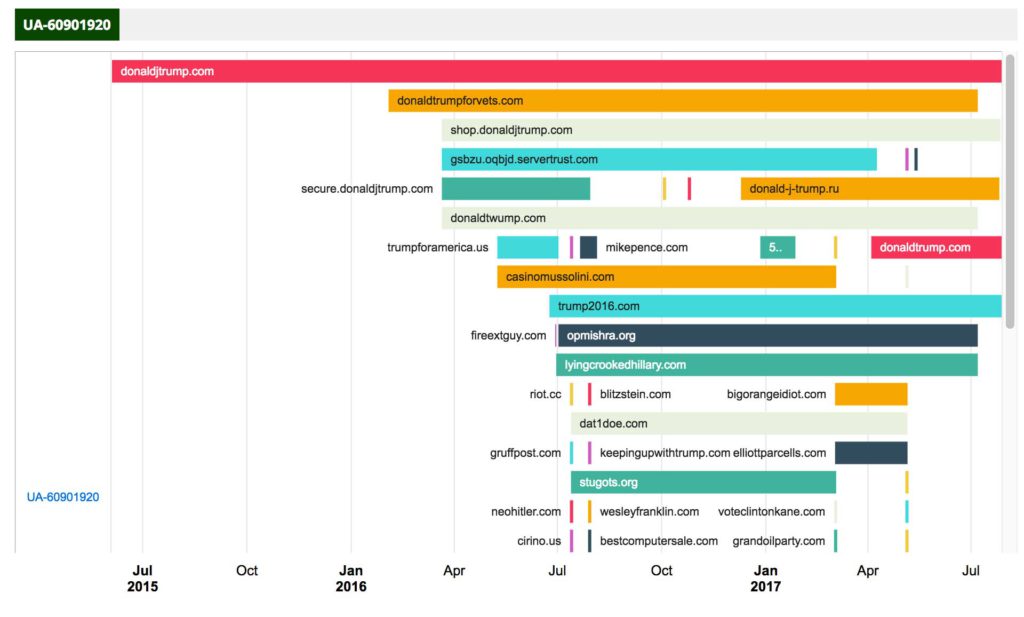 UA-60901920
donaldjtrump.com
donaldtrumpforvets.com
shop.donaldjtrump.com
gsbzu.oqbjd.servertrust.com
secure.donaldjtrump.com donald-j-trump.ru
donaldtwump.com
trumpforamerica.us mikepence.com 5.. donaldtrump.com
casinomussolini.com
trump2016.com
fireextguy.com opmishra.org
lyingcrookedhillary.com
riot.cc blitzstein.com bigorangeidiot.com
dat1doe.com
gruffpost.com keepingupwithtrump.com elliottparcells.com
stugots.org
UA-60901920
neohitler.com wesleyfranklin.com voteclintonkane.com
cirino.us bestcomputersale.com grandoilparty.com
Jul Oct Jan Apr Jul Oct Jan Apr Jul
2015 2016 2017